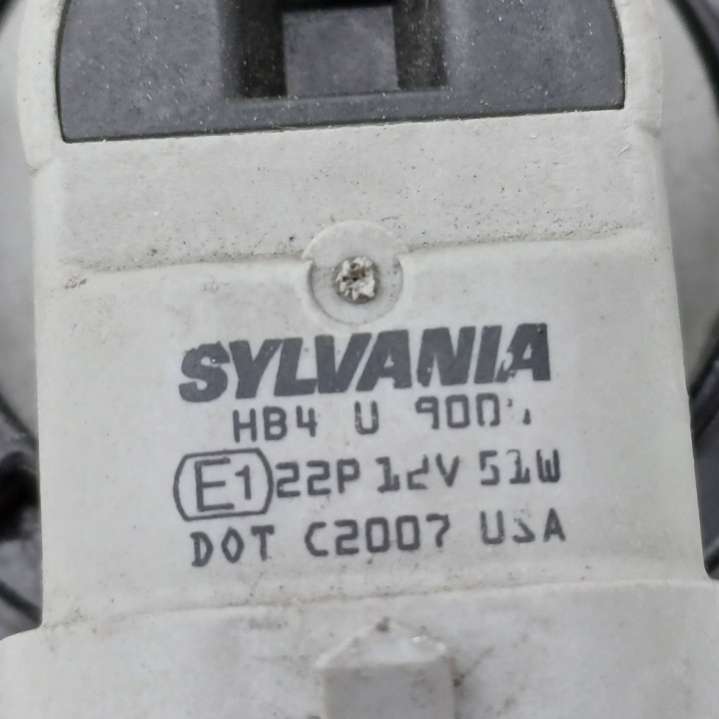 SYLVANIA
HB4 U
E1 22P 12V 51W
DOT C2007 USA